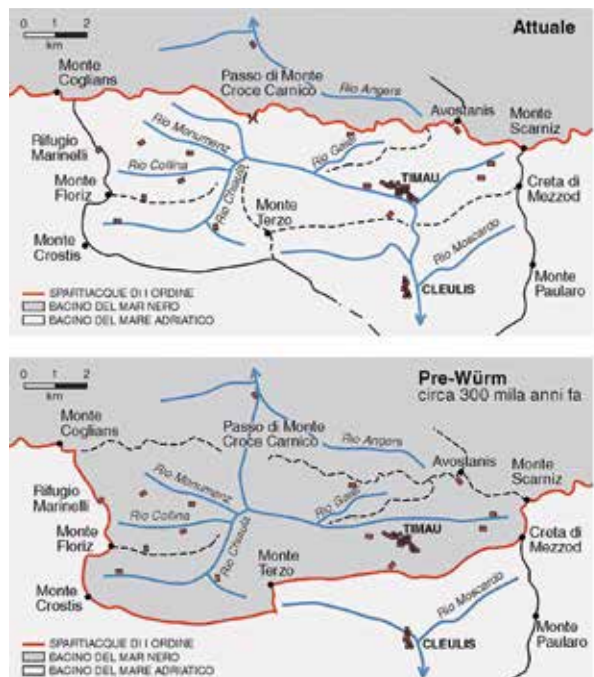 0 1 2
km
Attuale
Monte
Coglians
Passo di Monte
Croce Carnico
Rio Angers
Avostanis
Monte
Scarniz
Rifugio
Marinelli
Rio Monumenz
Rio Gaier
Rio Collina
TIMAU
Monte
Floriz
Rio Chiaula
Monte
Terzo
Creta di
Mezzod
Monte
Crostis
Rio Moscardo
CLEULIS
Monte
Paularo
SPARTIACQUE DI I ORDINE
BACINO DEL MAR NERO
BACINO DEL MARE ADRIATICO
0 1 2
km
Pre-Würm
circa 300 mila anni fa
Monte
Coglians
Passo di Monte
Croce Carnico
Rio Angers
Avostanis
Monte
Scarniz
Rifugio
Marinelli
Rio Monumenz
Rio Collina
TIMAU
Monte
Floriz
Rio Chiaula
Monte
Terzo
Creta di
Mezzod
Monte
Crostis
Rio Moscardo
CLEULIS
Monte
Paularo
SPARTIACQUE DI I ORDINE
BACINO DEL MAR NERO
BACINO DEL MARE ADRIATICO